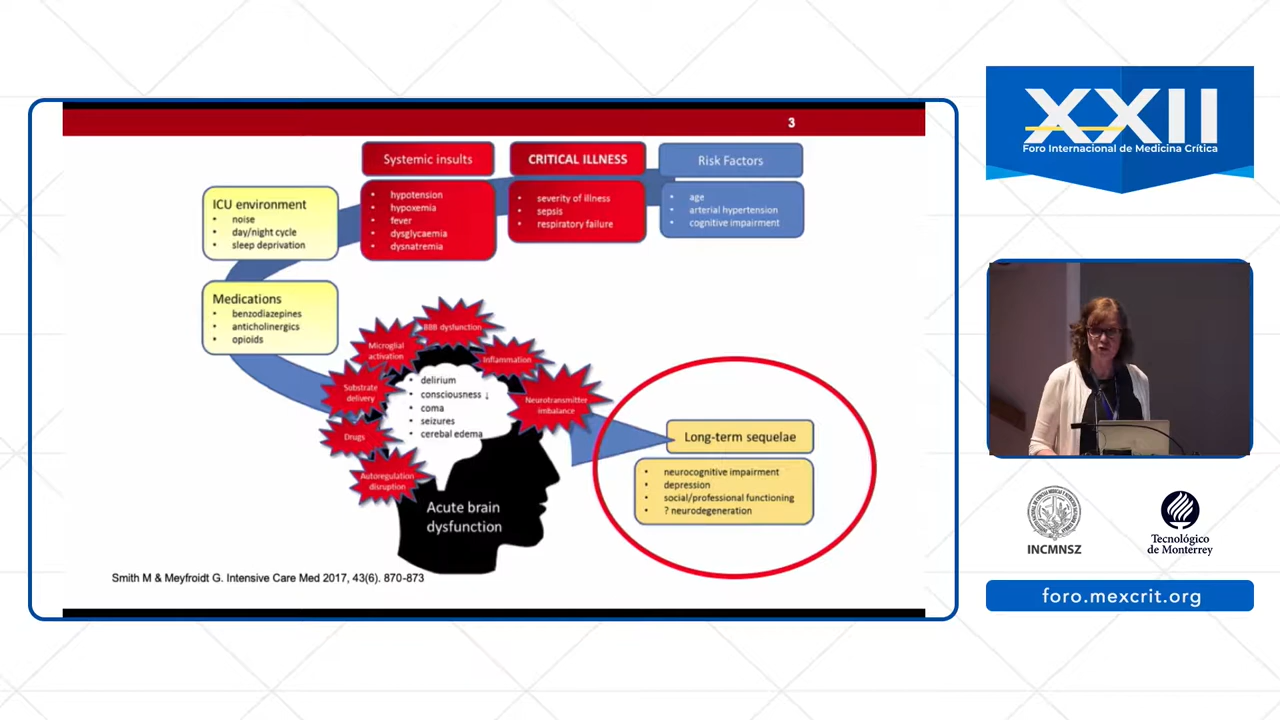 3
Systemic insults
CRITICAL ILLNESS
Risk Factors
ICU environment
• noise
• day/night cycle
• sleep deprivation
• hypotension
• hypoxemia
• fever
• dysglycaemia
• dysnatremia
• severity of illness
• sepsis
• respiratory failure
• age
• arterial hypertension
• cognitive impairment
Medications
• benzodiazepines
• anticholinergics
• opioids
BBB dysfunction
Microglial
activation
Inflammation
Substrate
delivery
Neurotransmitter
imbalance
Drugs
Autoregulation
disruption
• delirium
• consciousness ↓
• coma
• seizures
• cerebral edema
Acute brain
dysfunction
Long-term sequelae
• neurocognitive impairment
• depression
• social/professional functioning
• ? neurodegeneration
Smith M & Meyfroidt G. Intensive Care Med 2017, 43(6). 870-873
XXII
Foro Internacional de Medicina Crítica
INCMNSZ
Tecnológico
de Monterrey
foro.mexcrit.org